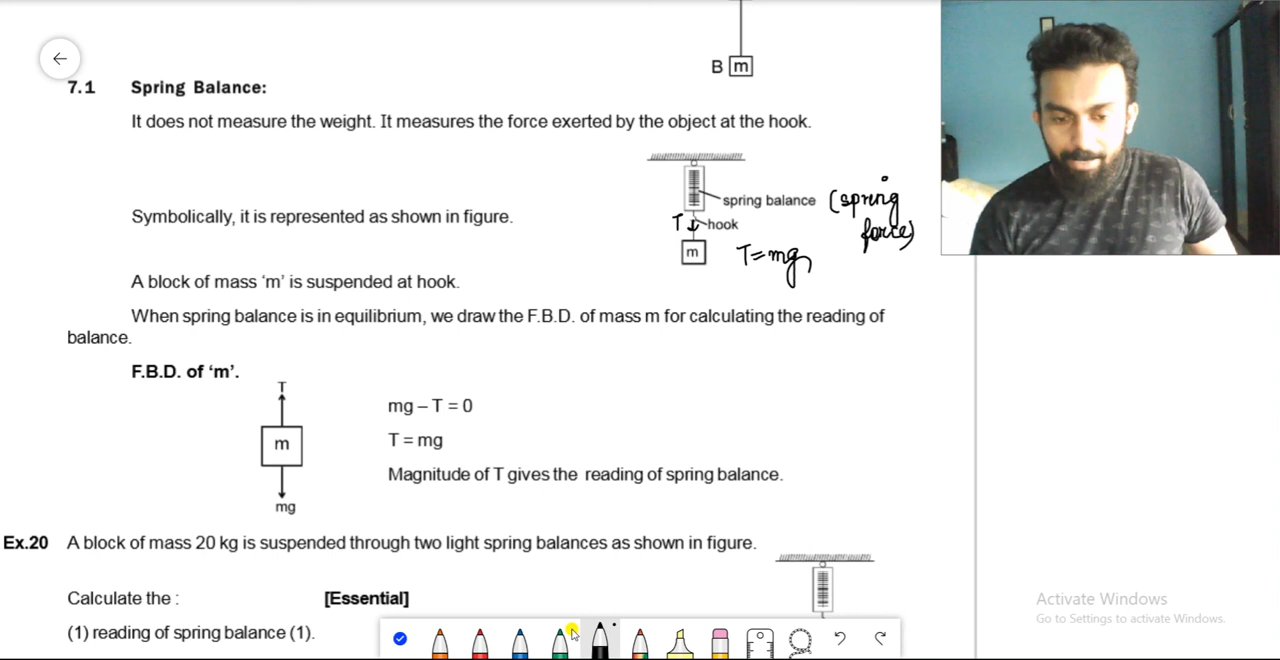 B m
7.1 Spring Balance:
It does not measure the weight. It measures the force exerted by the object at the hook.
spring balance (spring
Symbolically, it is represented as shown in figure.
T hook force)
m T=mg
A block of mass ‘m’ is suspended at hook.
When spring balance is in equilibrium, we draw the F.B.D. of mass m for calculating the reading of
balance.
F.B.D. of ‘m’.
T
mg – T = 0
m T = mg
Magnitude of T gives the reading of spring balance.
mg
Ex.20 A block of mass 20 kg is suspended through two light spring balances as shown in figure.
Calculate the : [Essential]
(1) reading of spring balance (1).
Activate Windows
Go to Settings to activate Windows.